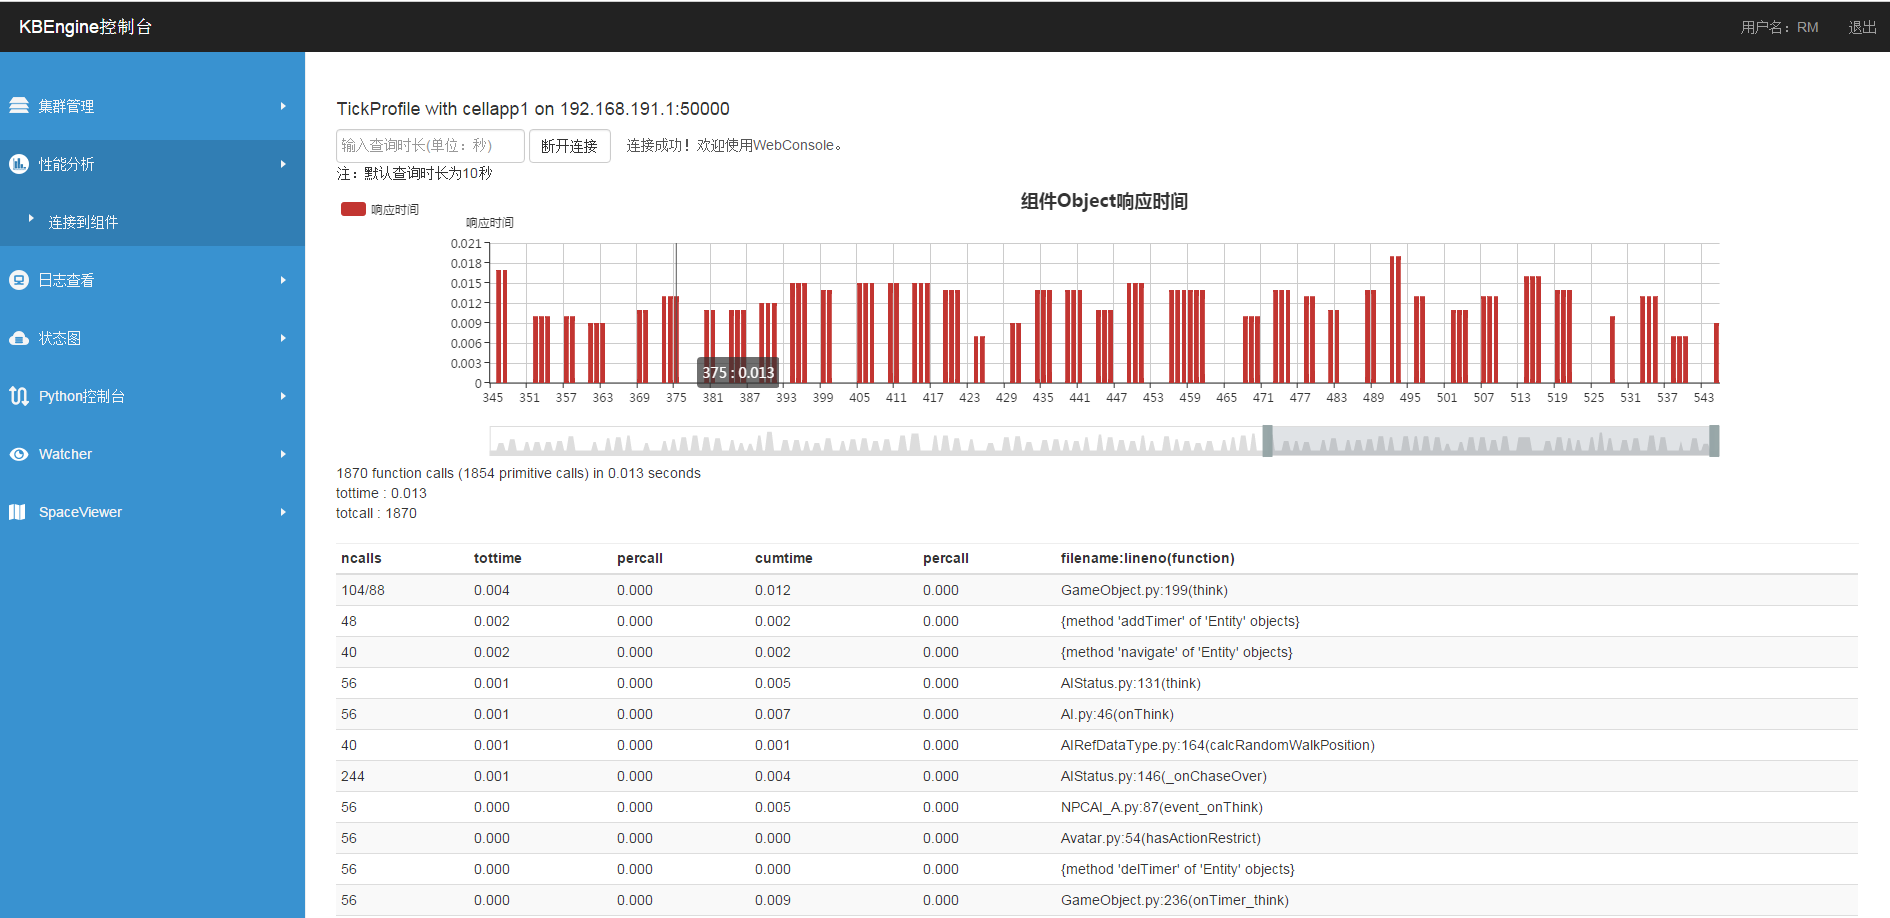 KBEngine控制台
用户名：RM 退出
集群管理
性能分析
连接到组件
日志查看
状态图
Python控制台
Watcher
SpaceViewer
TickProfile with cellapp1 on 192.168.191.1:50000
输入查询时长(单位：秒) 断开连接 连接成功！欢迎使用WebConsole。
注：默认查询时长为10秒
组件Object响应时间
响应时间
响应时间
0.021
0.018
0.015
0.012
0.009
0.006
0.003
0
375 : 0.013
345 351 357 363 369 375 381 387 393 399 405 411 417 423 429 435 441 447 453 459 465 471 477 483 489 495 501 507 513 519 525 531 537 543
1870 function calls (1854 primitive calls) in 0.013 seconds
tottime : 0.013
totcall : 1870
ncalls tottime percall cumtime percall filename:lineno(function)
104/88 0.004 0.000 0.012 0.000 GameObject.py:199(think)
48 0.002 0.000 0.002 0.000 {method 'addTimer' of 'Entity' objects}
40 0.002 0.000 0.002 0.000 {method 'navigate' of 'Entity' objects}
56 0.001 0.000 0.005 0.000 AIStatus.py:131(think)
56 0.001 0.000 0.007 0.000 AI.py:46(onThink)
40 0.001 0.000 0.001 0.000 AIRefDataType.py:164(calcRandomWalkPosition)
244 0.001 0.000 0.004 0.000 AIStatus.py:146(_onChaseOver)
56 0.000 0.000 0.005 0.000 NPCAI_A.py:87(event_onThink)
56 0.000 0.000 0.000 0.000 Avatar.py:54(hasActionRestrict)
56 0.000 0.000 0.000 0.000 {method 'delTimer' of 'Entity' objects}
56 0.000 0.000 0.009 0.000 GameObject.py:236(onTimer_think)